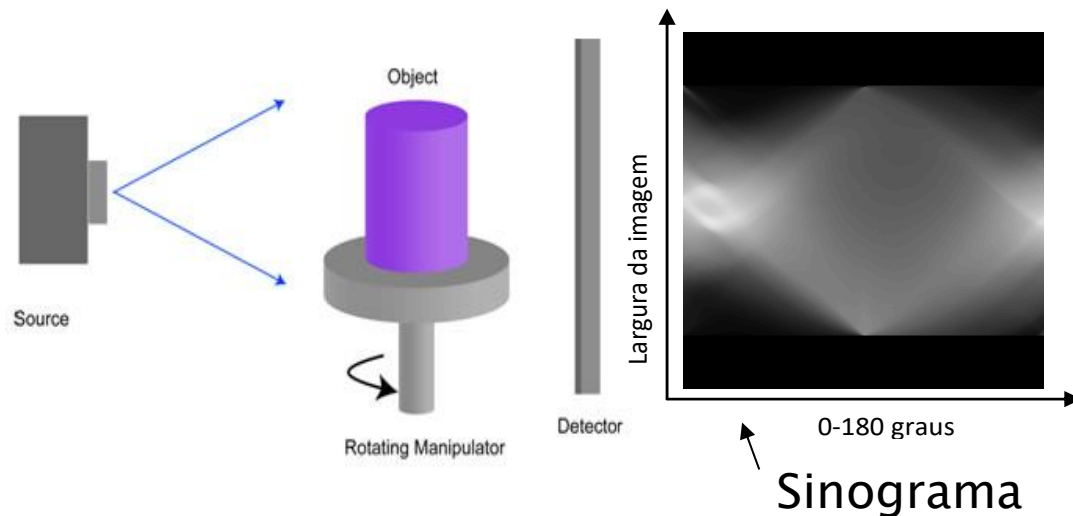 Object
Source
Rotating Manipulator
Detector
Largura da imagem
0-180 graus
Sinograma